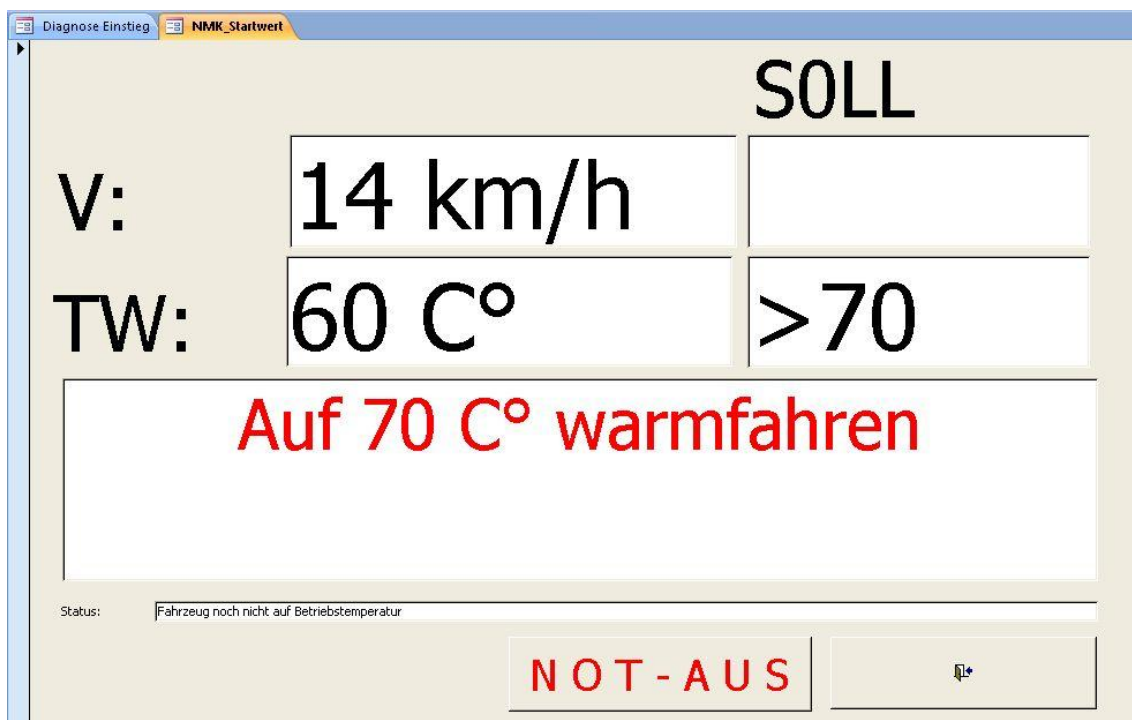 Diagnose Einstieg NMK_Startwert
S0LL
V: 14 km/h
TW: 60 C° >70
Auf 70 C° warmfahren
Status: Fahrzeug noch nicht auf Betriebstemperatur
NOT-AUS